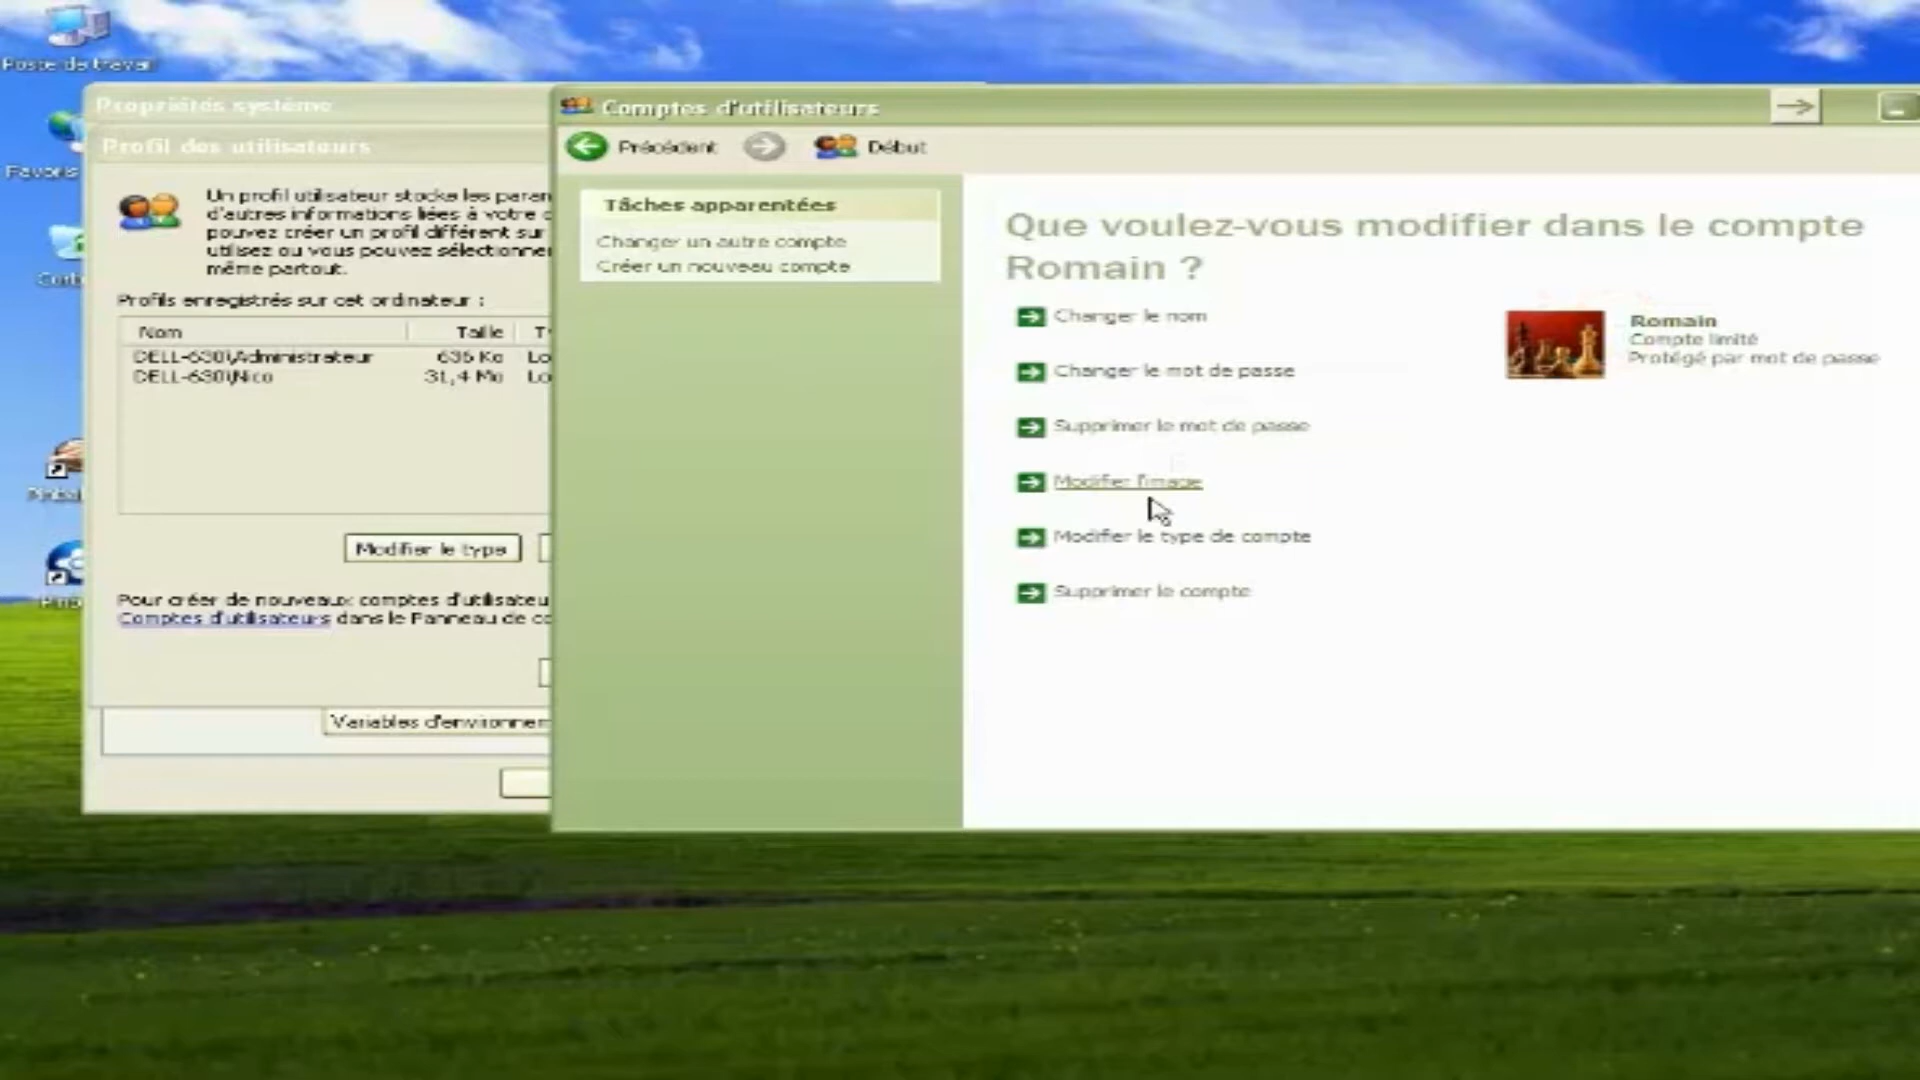 Poste de travail
Favoris
Propriétés système
Profil des utilisateurs
Un profil utilisateur stocke les param
d'autres informations liées à votre c
pouvez créer un profil différent sur
utilisez ou vous pouvez sélectionner
même partout.
Profils enregistrés sur cet ordinateur :
Nom Taille
DELL-630\Administrateur 636 Ko Lo
DELL-630\Nico 31,4 Mo Lo
Modifier le type
Pour créer de nouveaux comptes d'utilisateu
Comptes d'utilisateurs dans le Panneau de co
Variables d'environnem
Comptes d'utilisateurs
Précédent Début
Tâches apparentées
Changer un autre compte
Créer un nouveau compte
Que voulez-vous modifier dans le compte
Romain ?
Changer le nom
Changer le mot de passe
Supprimer le mot de passe
Modifier l'image
Modifier le type de compte
Supprimer le compte
Romain
Compte limité
Protégé par mot de passe